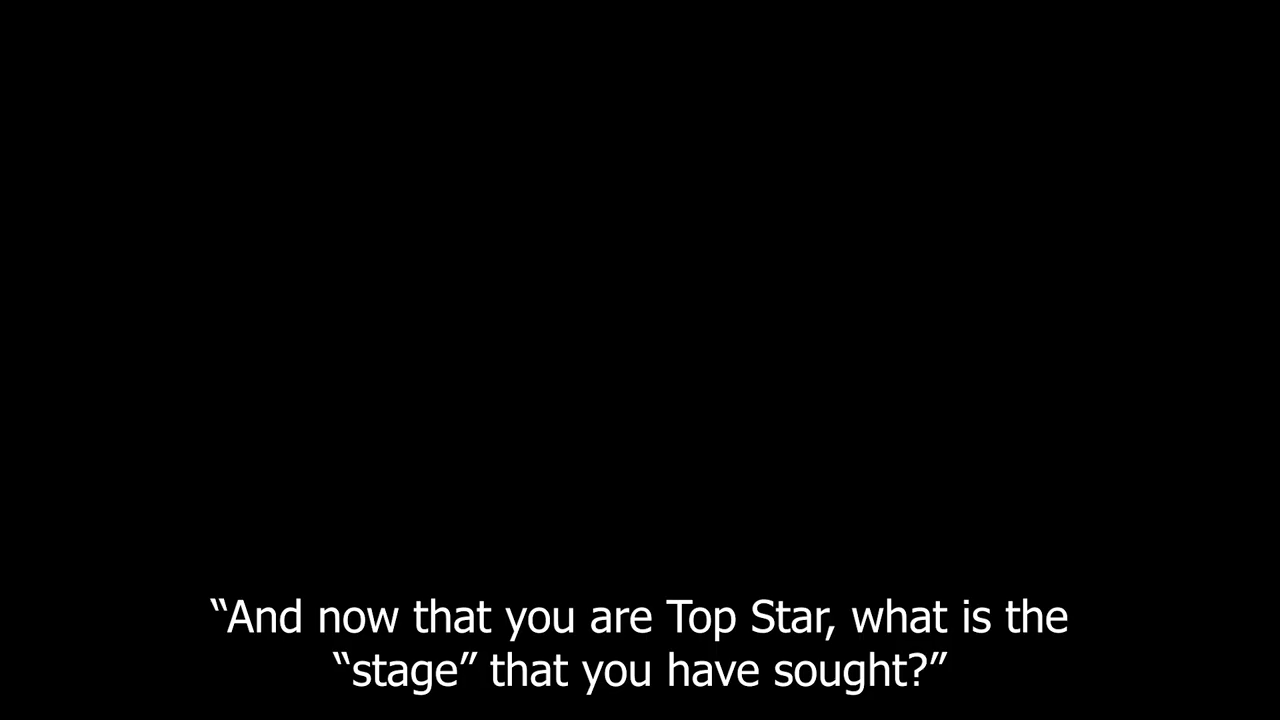 “And now that you are Top Star, what is the
“stage” that you have sought?”